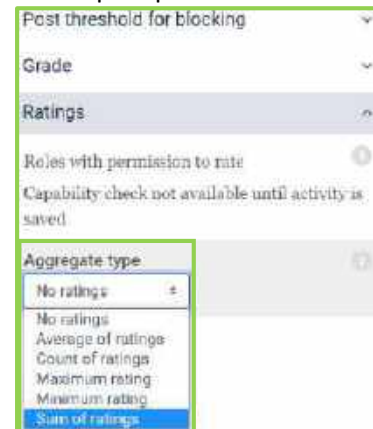 Post threshold for blocking
Grade
Ratings
Roles with permission to rate
Capability check not available until activity is
saved
Aggregate type
No ratings
No ratings
Average of ratings
Count of ratings
Maximum rating
Minimum rating
Sum of ratings